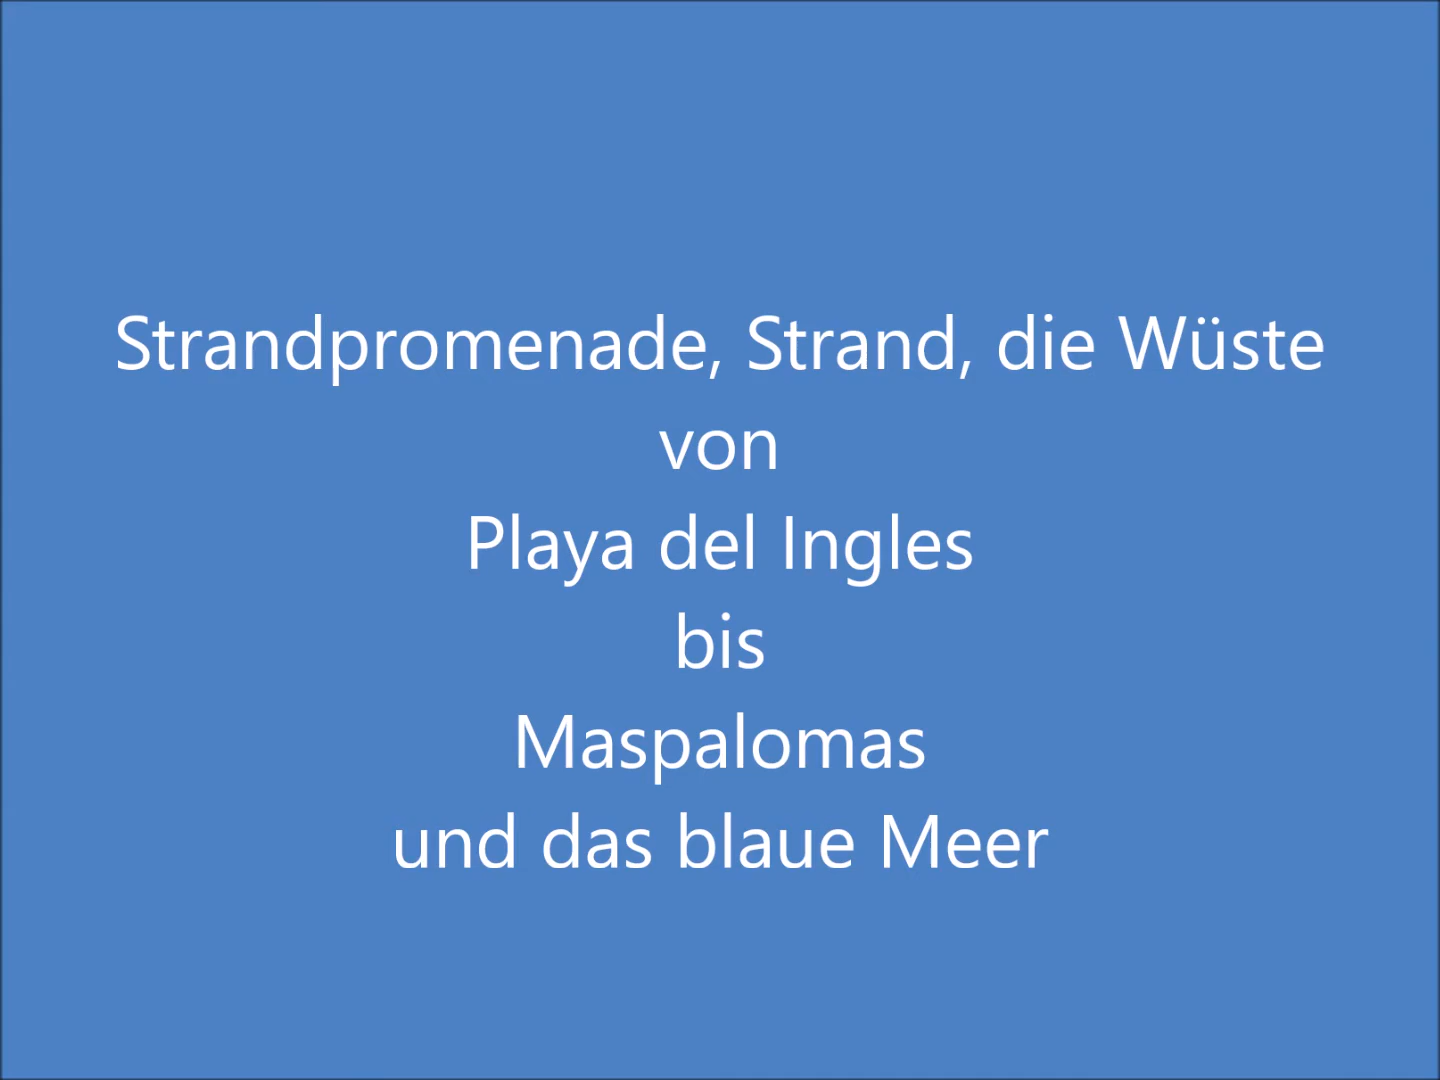 Strandpromenade, Strand, die Wüste
von
Playa del Ingles
bis
Maspalomas
und das blaue Meer